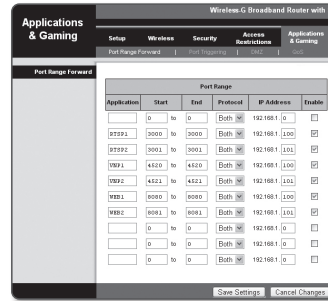 Wireless-G Broadband Router with
Applications & Gaming
Setup Wireless Security Access Restrictions Applications & Gaming
Port Range Forward | Port Triggering | DMZ | QoS
Port Range Forward
Port Range
Application Start End Protocol IP Address Enable
0 to 0 Both 192.168.1. 0
RTSP1 3000 to 3000 Both 192.168.1. 100
RTSP2 3001 to 3001 Both 192.168.1. 101
VNP1 4520 to 4520 Both 192.168.1. 100
VNP2 4521 to 4521 Both 192.168.1. 101
WEB1 8080 to 8080 Both 192.168.1. 100
WEB2 8081 to 8081 Both 192.168.1. 101
0 to 0 Both 192.168.1. 0
0 to 0 Both 192.168.1. 0
0 to 0 Both 192.168.1. 0
Save Settings Cancel Changes